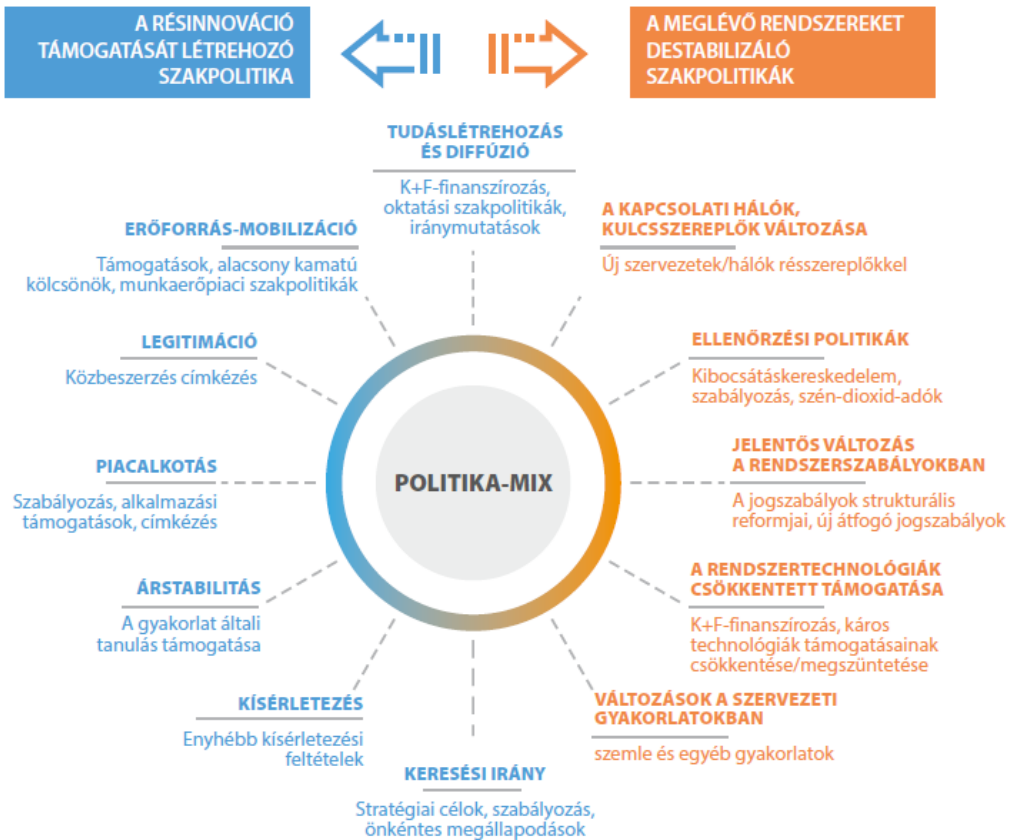 A RÉSINNOVÁCIÓ
TÁMOGATÁSÁT LÉTREHOZÓ
SZAKPOLITIKA
A MEGLÉVŐ RENDSZEREKET
DESTABILIZÁLÓ
SZAKPOLITIKÁK
TUDÁSLÉTREHOZÁS
ÉS DIFFÚZIÓ
K+F-finanszírozás,
oktatási szakpolitikák,
iránymutatások
ERŐFORRÁS-MOBILIZÁCIÓ
Támogatások, alacsony kamatú
kölcsönök, munkaerőpiaci szakpolitikák
LEGITIMÁCIÓ
Közbeszerzés címkézés
PIACALKOTÁS
Szabályozás, alkalmazási
támogatások, címkézés
ÁRSTABILITÁS
A gyakorlat általi
tanulás támogatása
KÍSÉRLETEZÉS
Enyhébb kísérletezési
feltételek
KERESÉSI IRÁNY
Stratégiai célok, szabályozás,
önkéntes megállapodások
POLITIKA-MIX
A KAPCSOLATI HÁLÓK,
KULCSSZEREPLŐK VÁLTOZÁSA
Új szervezetek/hálók résszereplőkkel
ELLENŐRZÉSI POLITIKÁK
Kibocsátáskereskedelem,
szabályozás, szén-dioxid-adók
JELENTŐS VÁLTOZÁS
A RENDSZERSZABÁLYOKBAN
A jogszabályok strukturális
reformjai, új átfogó jogszabályok
A RENDSZERTECHNOLÓGIÁK
CSÖKKENTETT TÁMOGATÁSA
K+F-finanszírozás, káros
technológiák támogatásainak
csökkentése/megszüntetése
VÁLTOZÁSOK A SZERVEZETI
GYAKORLATOKBAN
szemle és egyéb gyakorlatok